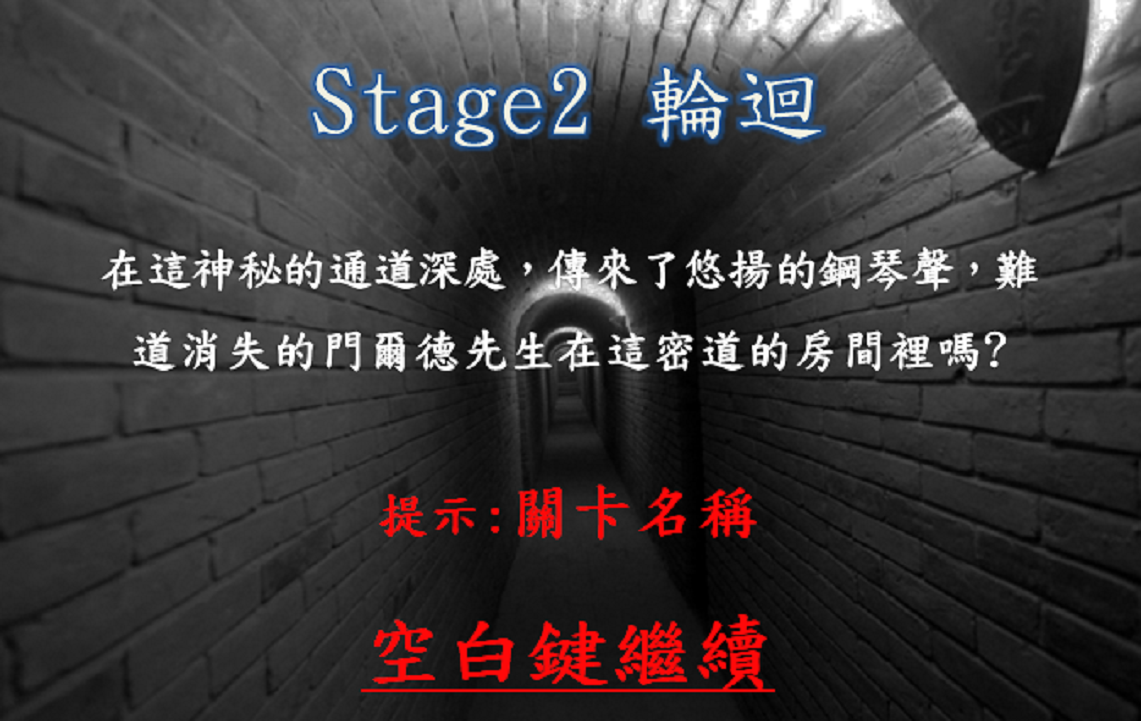 Stage2 輪迴
在這神秘的通道深處，傳來了悠揚的鋼琴聲，難
道消失的門爾德先生在這密道的房間裡嗎?
提示:關卡名稱
空白鍵繼續